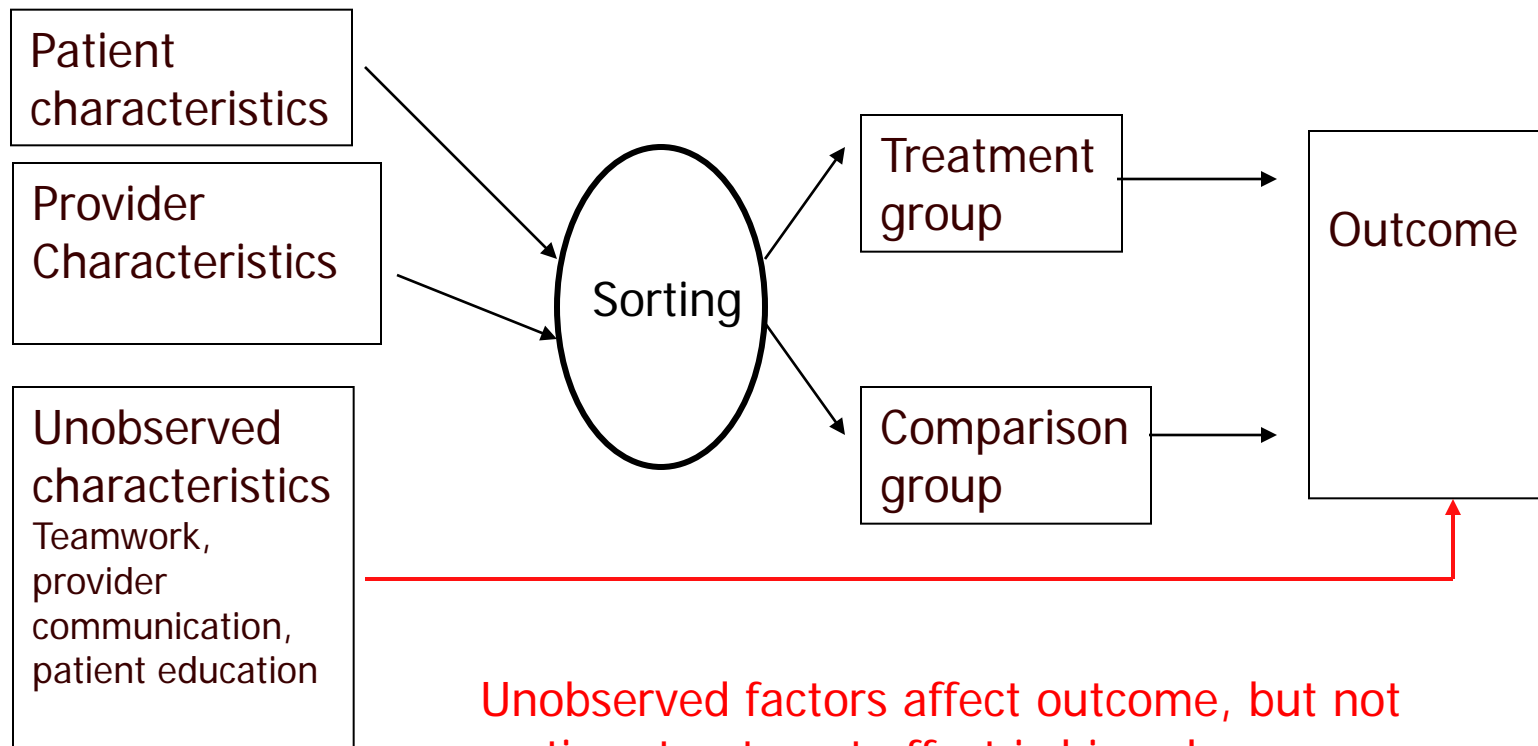 Patient
characteristics
Provider
Characteristics
Unobserved
characteristics
Teamwork,
provider
communication,
patient education
Sorting
Treatment
group
Comparison
group
Outcome
Unobserved factors affect outcome, but not